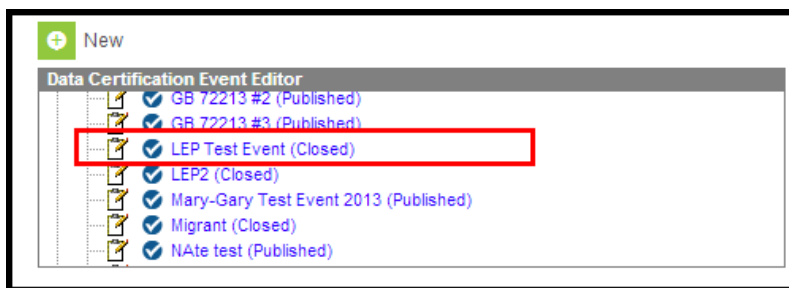 New
Data Certification Event Editor
GB 72213 #2 (Published)
GB 72213 #3 (Published)
LEP Test Event (Closed)
LEP2 (Closed)
Mary-Gary Test Event 2013 (Published)
Migrant (Closed)
NAte test (Published)